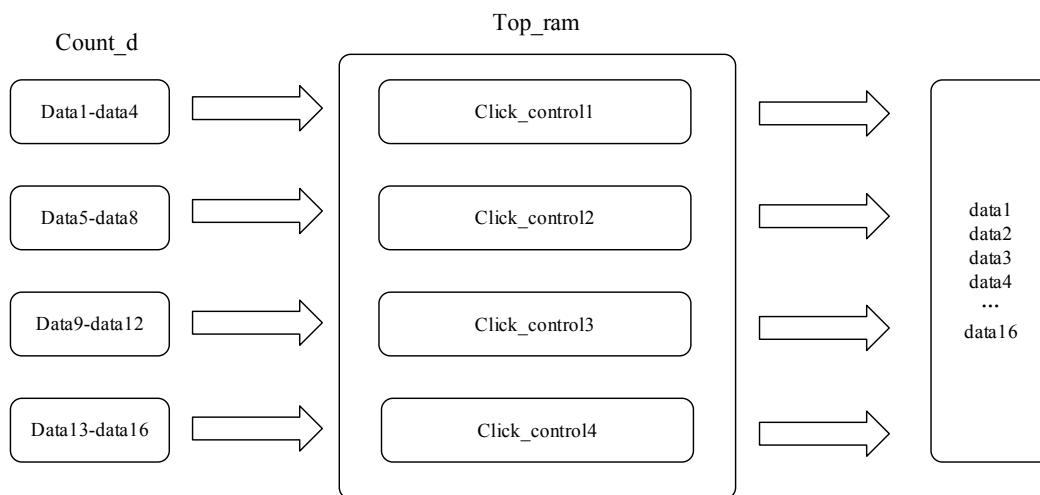 Top_ram
Count_d
Data1-data4
Click_control1
Data5-data8
Click_control2
Data9-data12
Click_control3
Data13-data16
Click_control4
data1
data2
data3
data4
...
data16